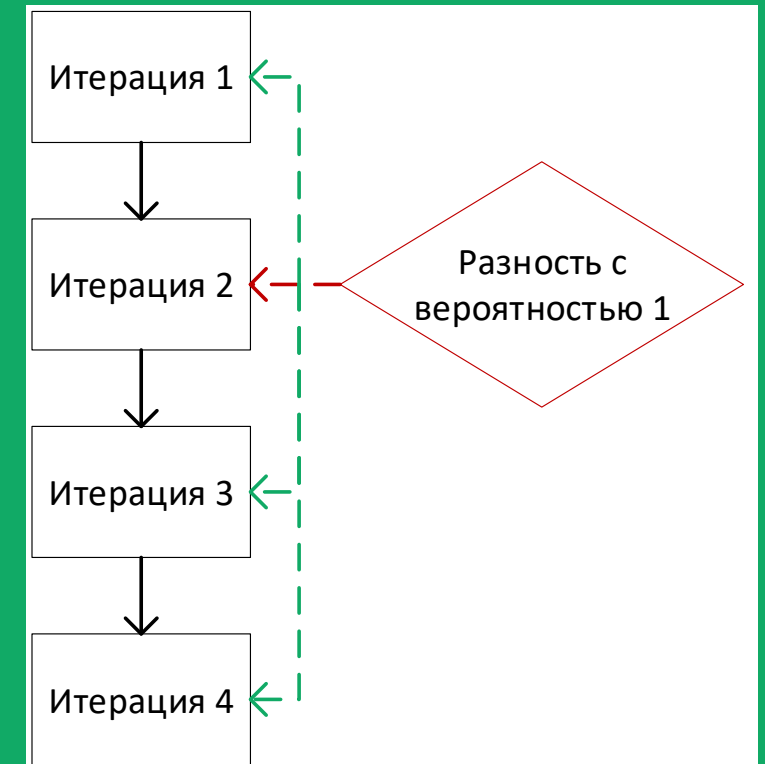 Итерация 1
Итерация 2
Разность с
вероятностью 1
Итерация 3
Итерация 4